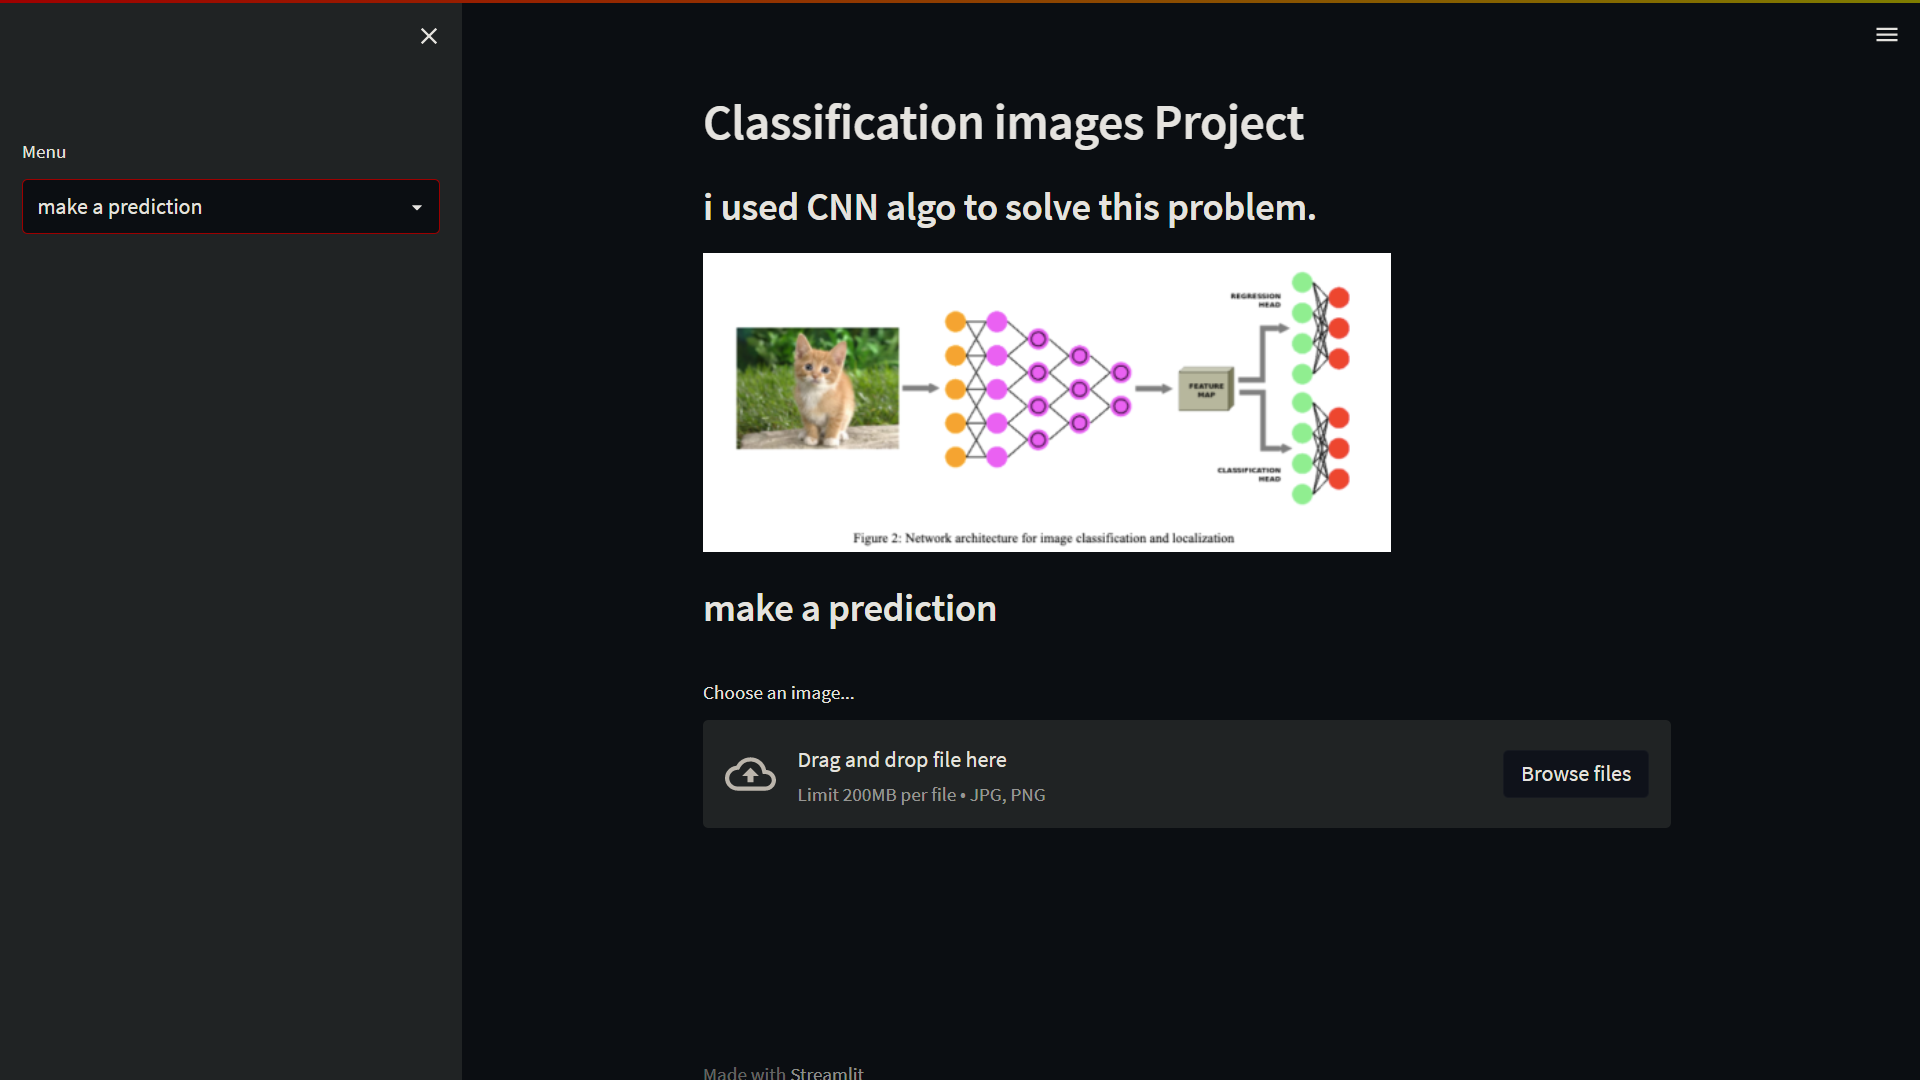 Menu
make a prediction
Classification images Project
i used CNN algo to solve this problem.
REGRESSION
HEAD
FEATURE
MAP
CLASSIFICATION
HEAD
Figure 2: Network architecture for image classification and localization
make a prediction
Choose an image...
Drag and drop file here
Limit 200MB per file • JPG, PNG
Browse files
Made with Streamlit